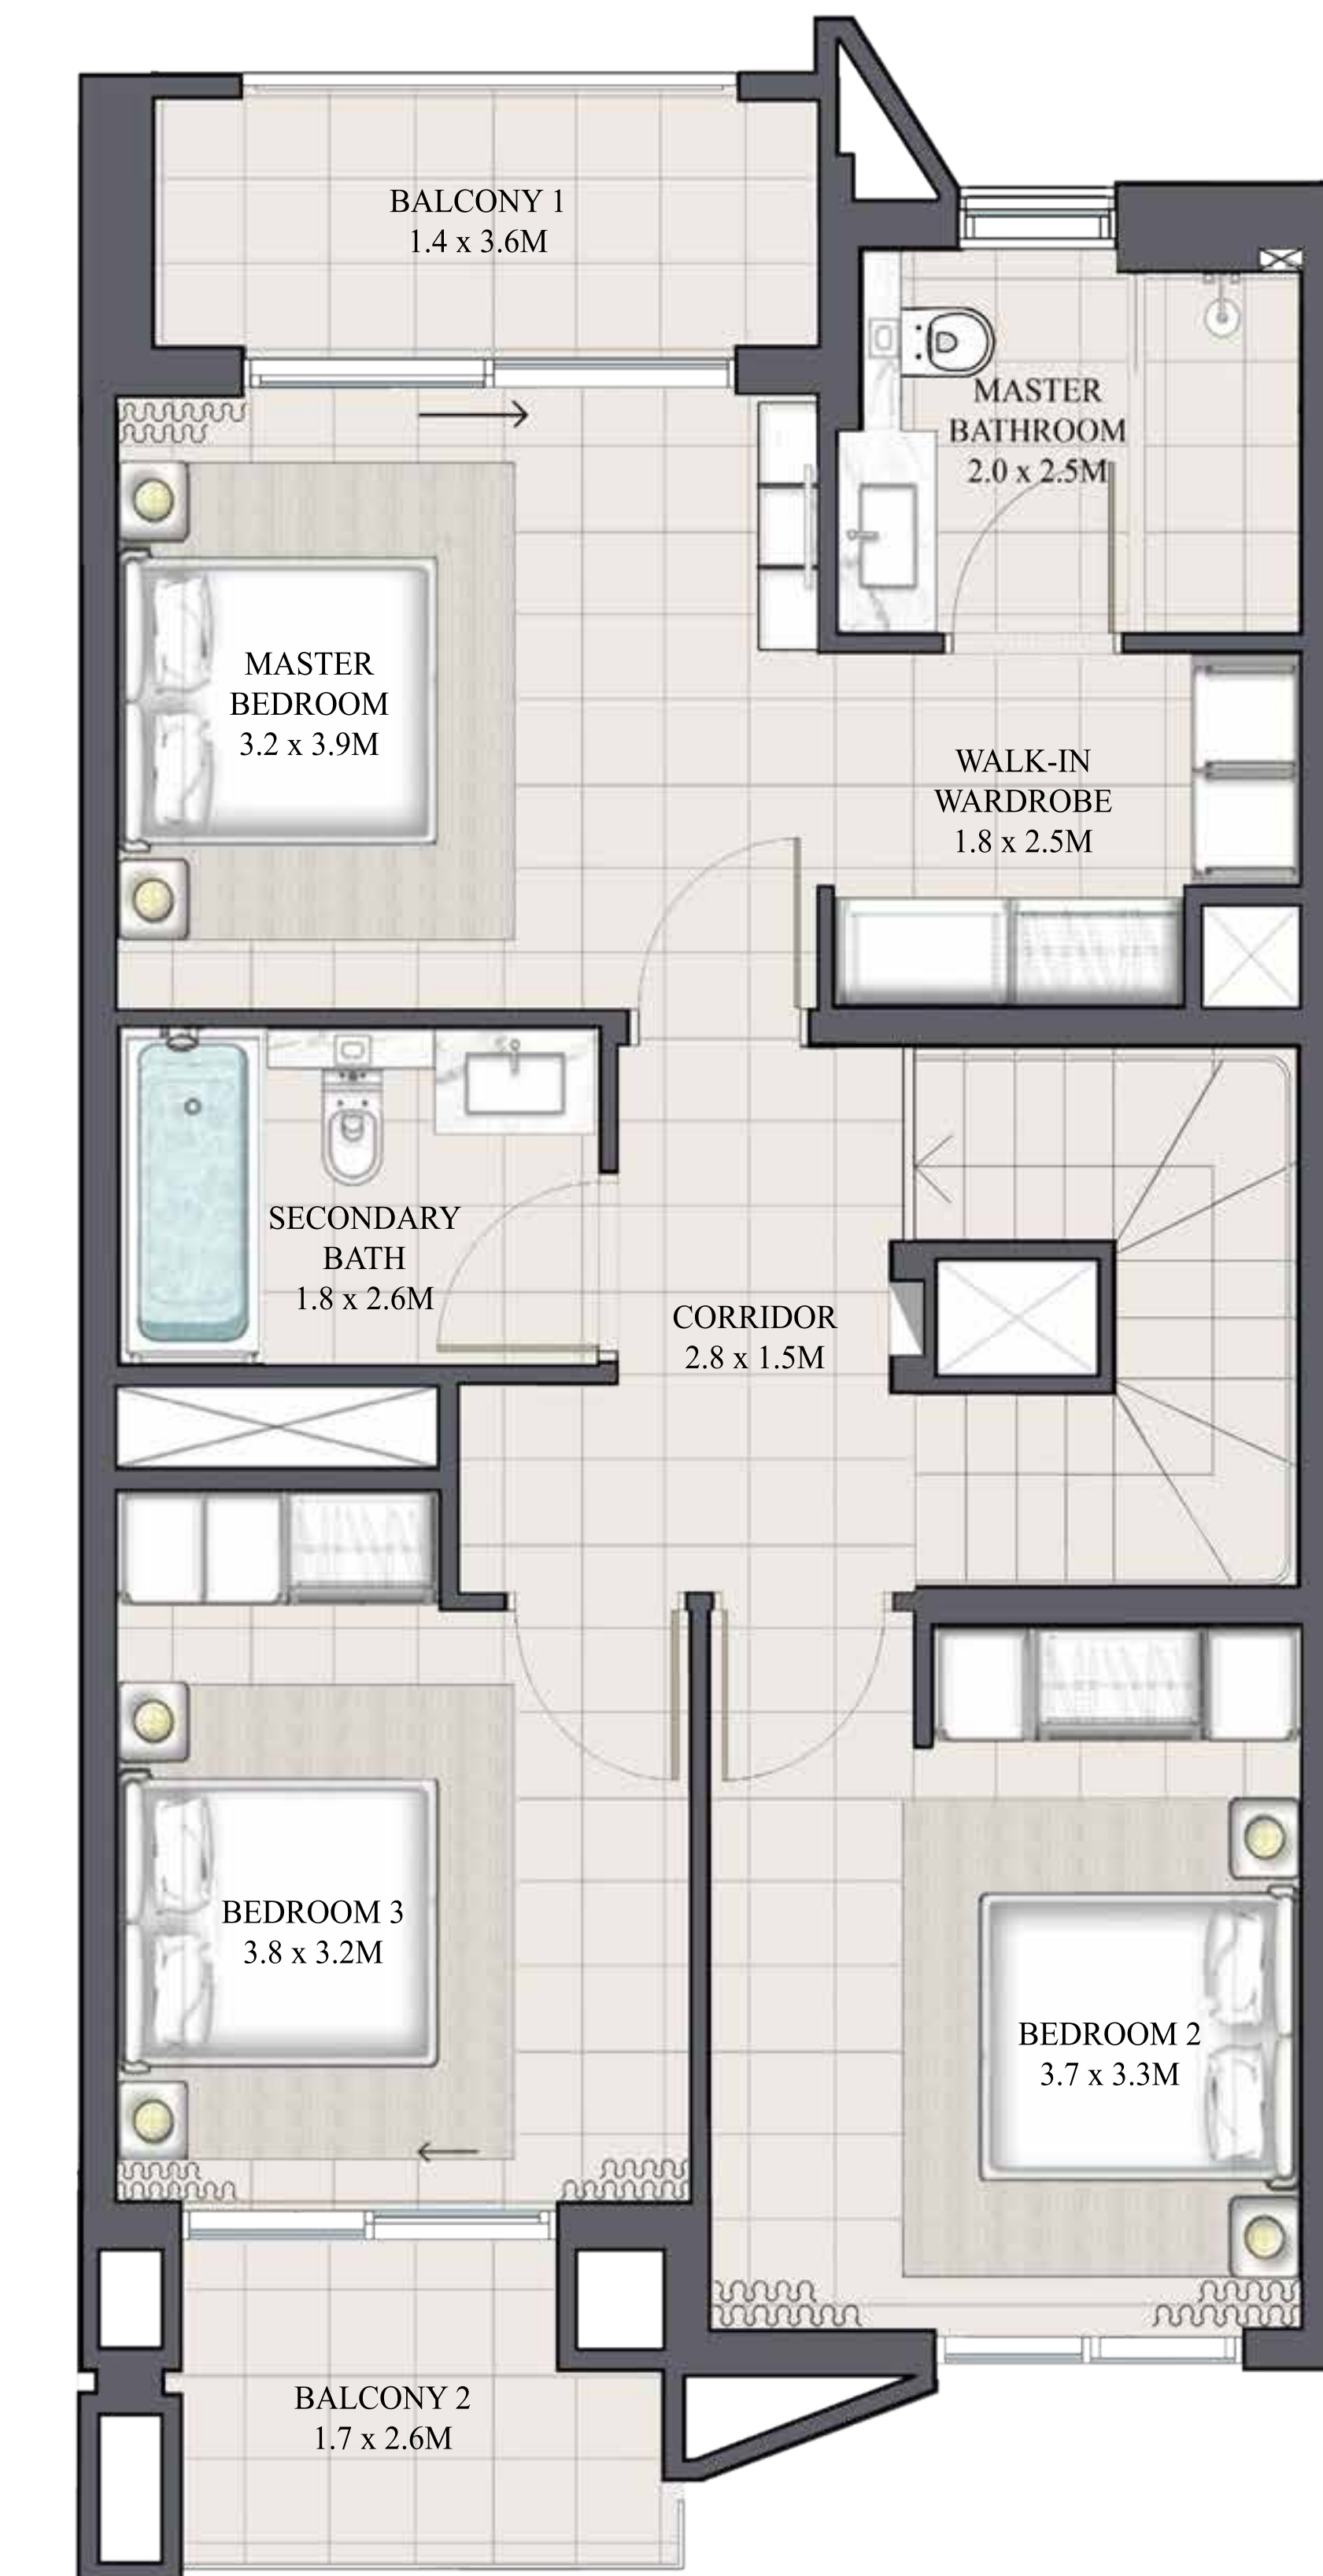 BALCONY 1
1.4 x 3.6M
MASTER
BATHROOM
2.0 x 2.5M
MASTER
BEDROOM
3.2 x 3.9M
WALK-IN
WARDROBE
1.8 x 2.5M
SECONDARY
BATH
1.8 x 2.6M
CORRIDOR
2.8 x 1.5M
BEDROOM 3
3.8 x 3.2M
BEDROOM 2
3.7 x 3.3M
BALCONY 2
1.7 x 2.6M